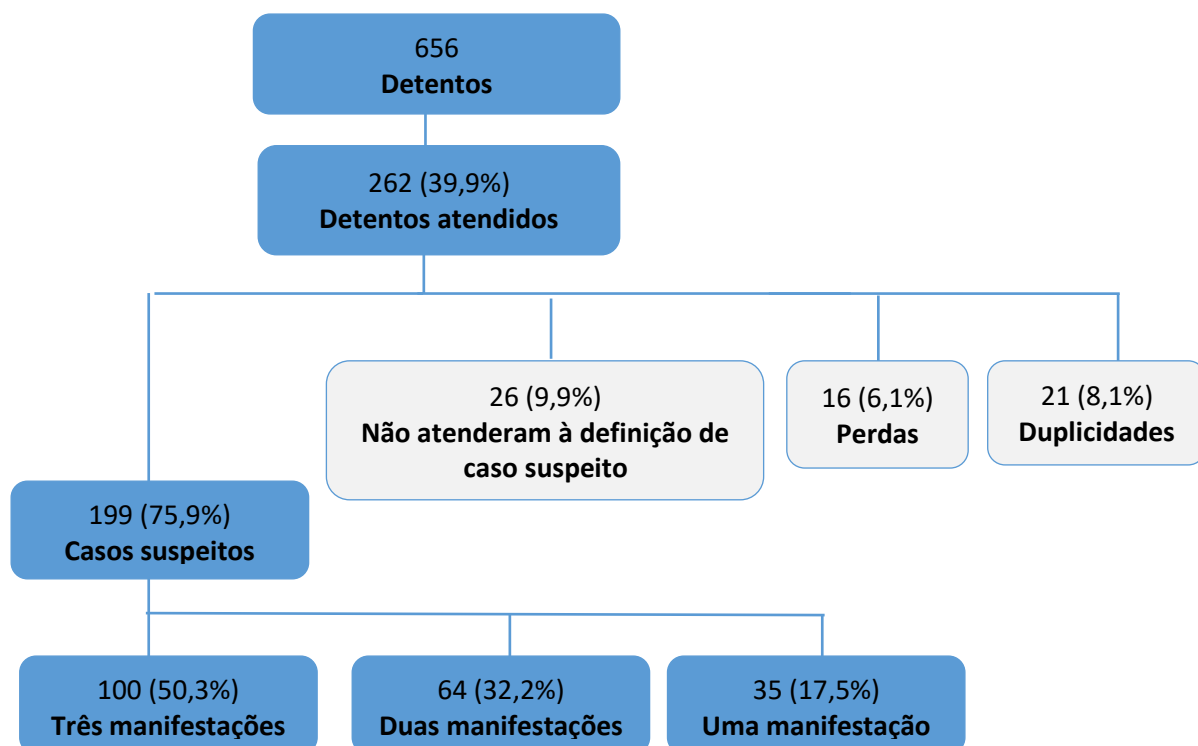 656
Detentos
262 (39,9%)
Detentos atendidos
26 (9,9%)
Não atenderam à definição de
caso suspeito
16 (6,1%)
Perdas
21 (8,1%)
Duplicidades
199 (75,9%)
Casos suspeitos
100 (50,3%)
Três manifestações
64 (32,2%)
Duas manifestações
35 (17,5%)
Uma manifestação